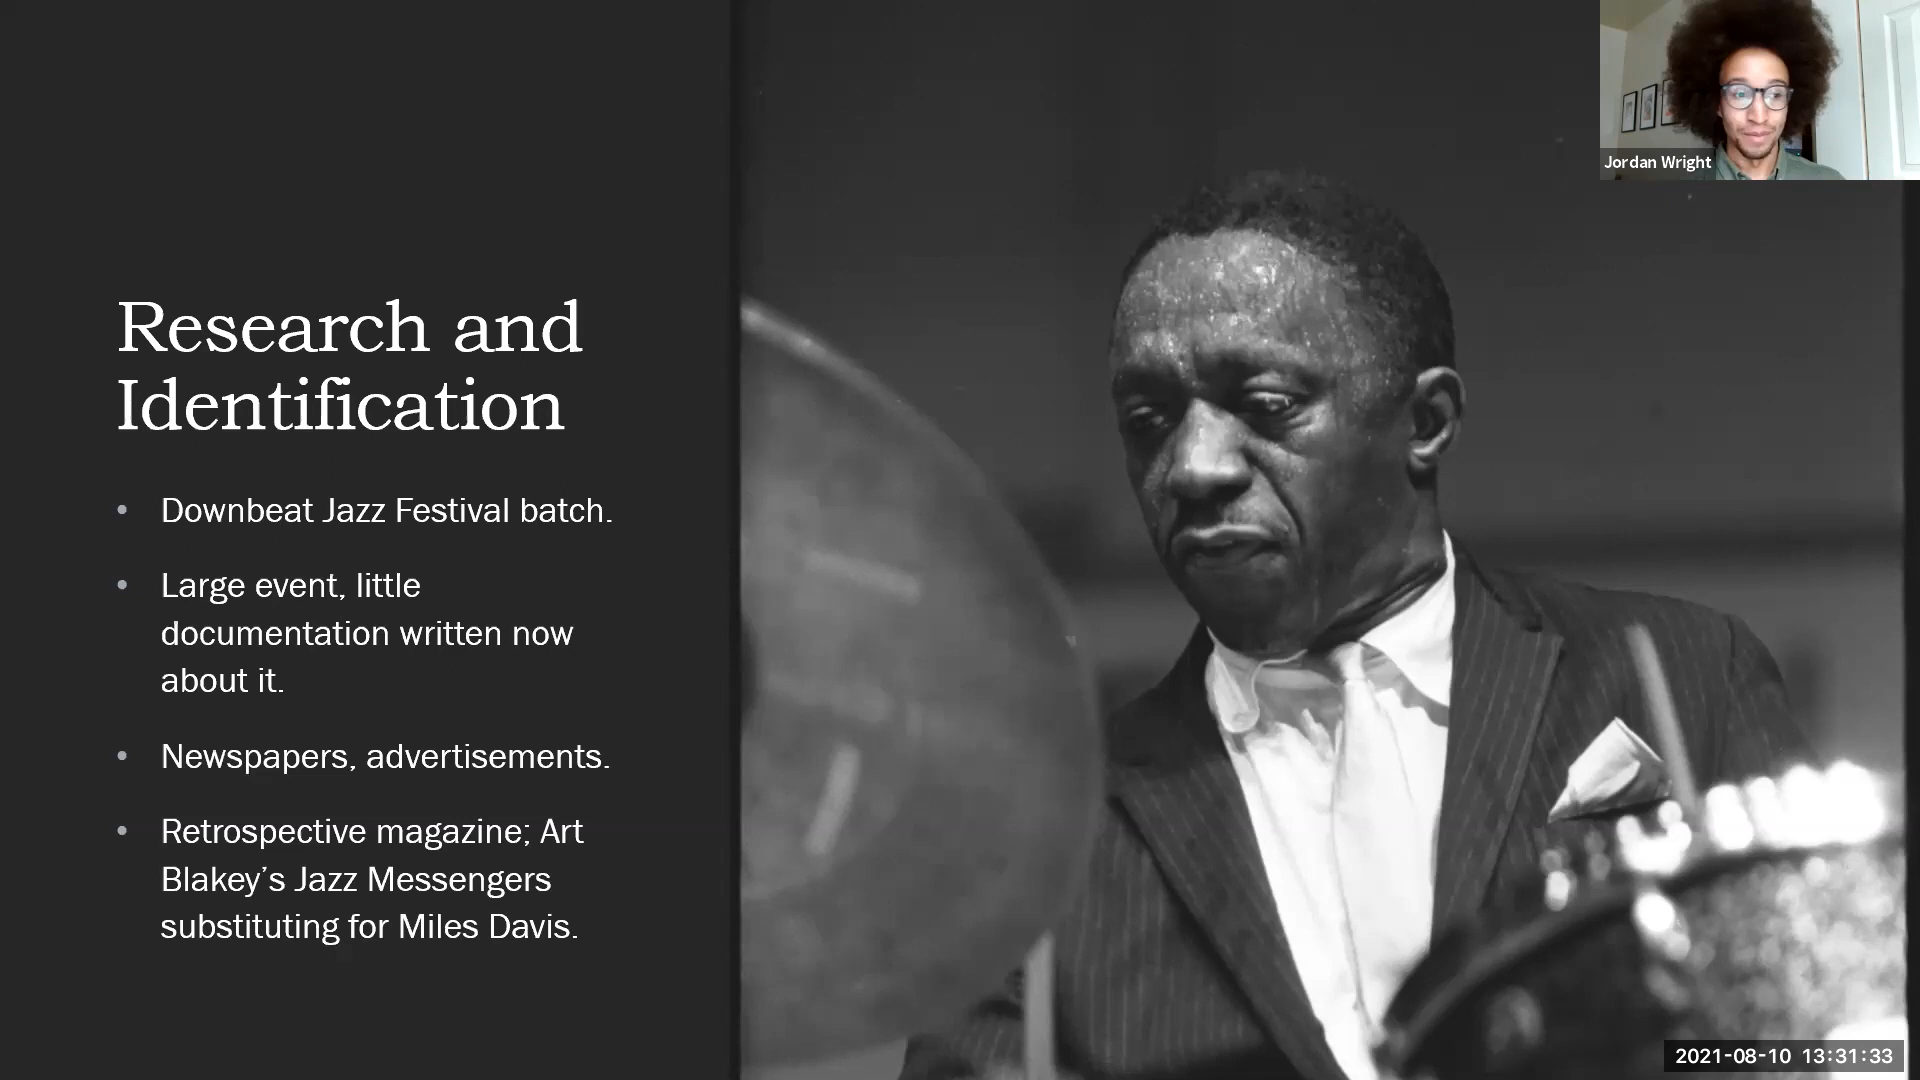 Research and
Identification
• Downbeat Jazz Festival batch.
• Large event, little
documentation written now
about it.
• Newspapers, advertisements.
• Retrospective magazine; Art
Blakey’s Jazz Messengers
substituting for Miles Davis.
Jordan Wright
2021-08-10 13:31:33